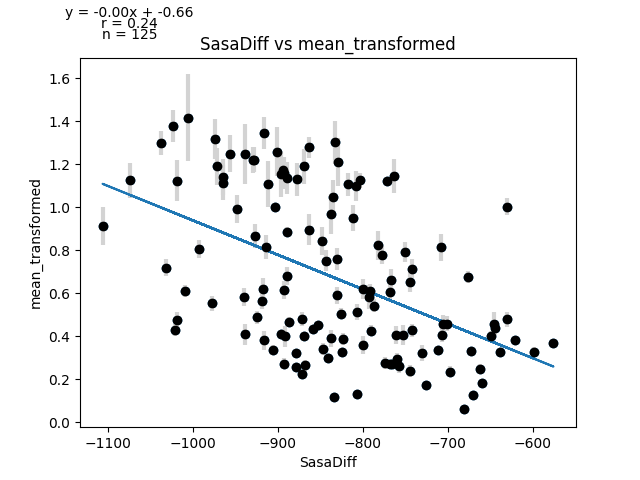 y = -0.00x + -0.66
r = 0.24
n = 125
SasaDiff vs mean_transformed
1.6
1.4
1.2
1.0
0.8
0.6
0.4
0.2
0.0
mean_transformed
−1100 −1000 −900 −800 −700 −600
SasaDiff